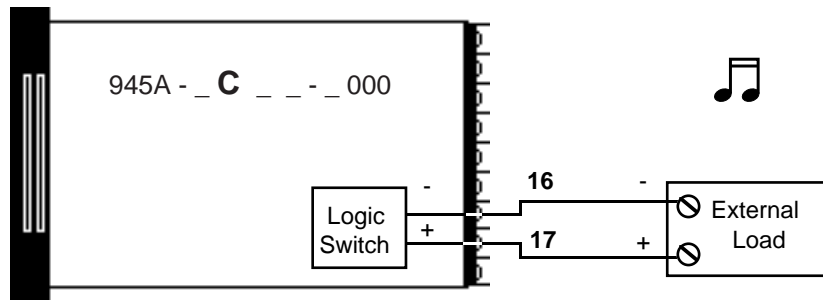 945A - _ C _ _ - _ 000
- 16 -
Logic Switch
External Load
+ 17 +